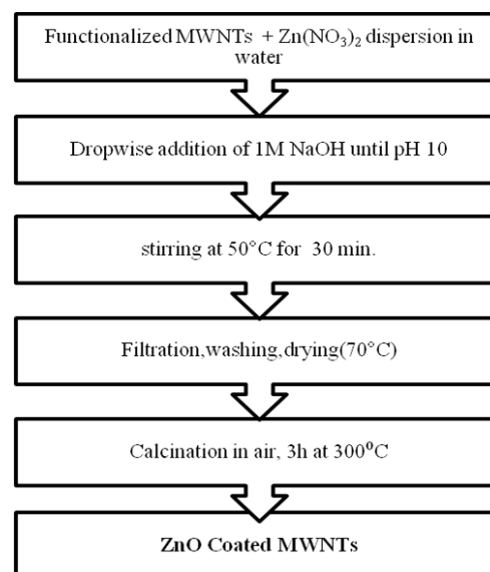 Functionalized MWNTs + Zn(NO₃)₂ dispersion in
water
Dropwise addition of 1M NaOH until pH 10
stirring at 50°C for 30 min.
Filtration,washing,drying(70°C)
Calcination in air, 3h at 300⁰C
ZnO Coated MWNTs